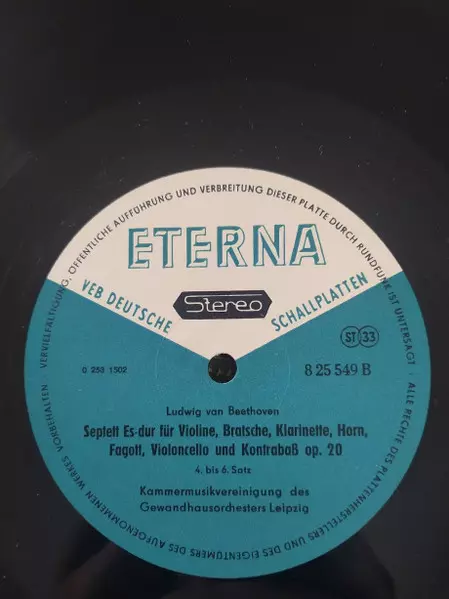 VERVIELFÄLTIGUNG, ÖFFENTLICHE AUFFÜHRUNG UND VERBREITUNG DIESER PLATTE DURCH RUNDFUNK IST UNTERSAGT · ALLE RECHTE DES PLATTENHERSTELLERS UND DES EIGENTÜMERS DES AUFGENOMMENEN WERKES VORBEHALTEN
ETERNA
VEB DEUTSCHE SCHALLPLATTEN
Stereo
ST 33
0 250 1502
8 25 549 B
Ludwig van Beethoven
Septett Es-dur für Violine, Bratsche, Klarinette, Horn,
Fagott, Violoncello und Kontrabaß op. 20
4. bis 6. Satz
Kammermusikvereinigung des
Gewandhausorchesters Leipzig